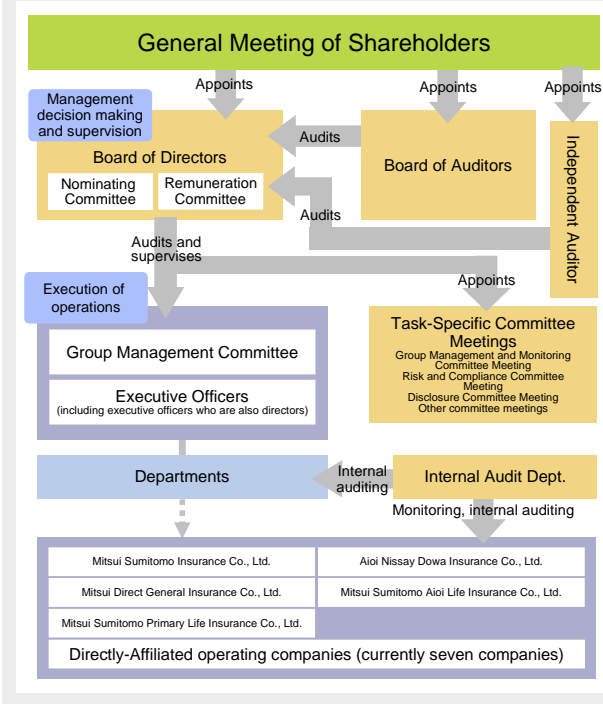 General Meeting of Shareholders
Appoints
Appoints
Appoints
Management
decision making
and supervision
Board of Directors
Nominating
Committee
Remuneration
Committee
Audits
Audits
Board of Auditors
Independent Auditor
Audits and
supervises
Appoints
Execution of
operations
Group Management Committee
Executive Officers
(including executive officers who are also directors)
Task-Specific Committee
Meetings
Group Management and Monitoring
Committee Meeting
Risk and Compliance Committee
Meeting
Disclosure Committee Meeting
Other committee meetings
Departments
Internal
auditing
Internal Audit Dept.
Monitoring, internal auditing
Mitsui Sumitomo Insurance Co., Ltd.
Aioi Nissay Dowa Insurance Co., Ltd.
Mitsui Direct General Insurance Co., Ltd.
Mitsui Sumitomo Aioi Life Insurance Co., Ltd.
Mitsui Sumitomo Primary Life Insurance Co., Ltd.
Directly-Affiliated operating companies (currently seven companies)